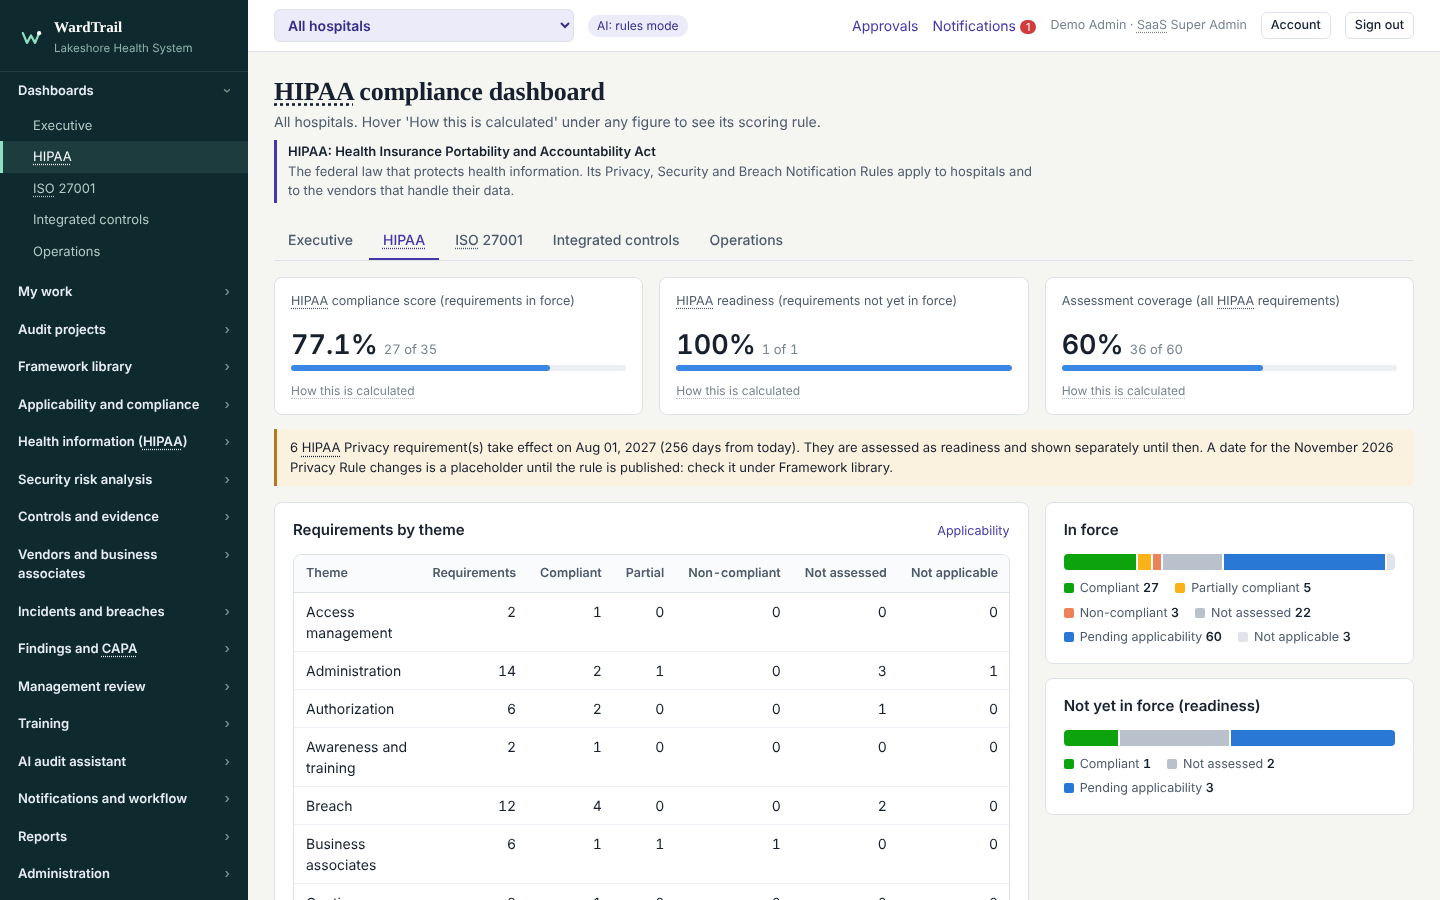 WardTrail
Lakeshore Health System
Dashboards
Executive
HIPAA
ISO 27001
Integrated controls
Operations
My work
Audit projects
Framework library
Applicability and compliance
Health information (HIPAA)
Security risk analysis
Controls and evidence
Vendors and business
associates
Incidents and breaches
Findings and CAPA
Management review
Training
AI audit assistant
Notifications and workflow
Reports
Administration
All hospitals
AI: rules mode
Approvals
Notifications 1
Demo Admin · SaaS Super Admin
Account
Sign out
HIPAA compliance dashboard
All hospitals. Hover 'How this is calculated' under any figure to see its scoring rule.
HIPAA: Health Insurance Portability and Accountability Act
The federal law that protects health information. Its Privacy, Security and Breach Notification Rules apply to hospitals and
to the vendors that handle their data.
Executive HIPAA ISO 27001 Integrated controls Operations
HIPAA compliance score (requirements in force)
77.1% 27 of 35
How this is calculated
HIPAA readiness (requirements not yet in force)
100% 1 of 1
How this is calculated
Assessment coverage (all HIPAA requirements)
60% 36 of 60
How this is calculated
6 HIPAA Privacy requirement(s) take effect on Aug 01, 2027 (256 days from today). They are assessed as readiness and shown separately until then. A date for the November 2026
Privacy Rule changes is a placeholder until the rule is published: check it under Framework library.
Requirements by theme
Applicability
Theme Requirements Compliant Partial Non-compliant Not assessed Not applicable
Access
management 2 1 0 0 0 0
Administration 14 2 1 0 3 1
Authorization 6 2 0 0 1 0
Awareness and
training 2 1 0 0 0 0
Breach 12 4 0 0 2 0
Business
associates 6 1 1 1 0 0
In force
Compliant 27 Partially compliant 5
Non-compliant 3 Not assessed 22
Pending applicability 60 Not applicable 3
Not yet in force (readiness)
Compliant 1 Not assessed 2
Pending applicability 3